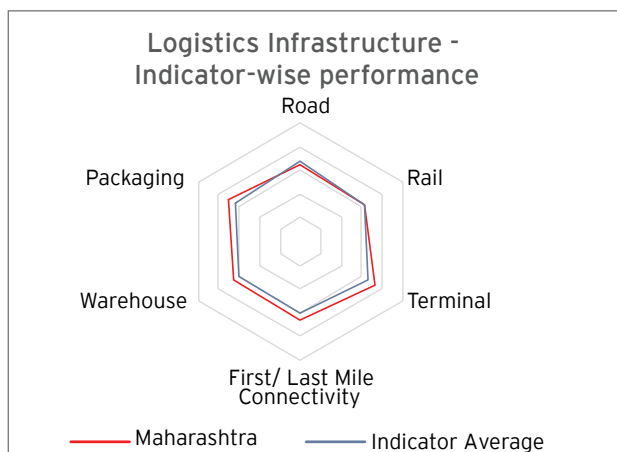 Logistics Infrastructure -
Indicator-wise performance
Road
Packaging
Rail
Warehouse
Terminal
First/ Last Mile
Connectivity
Maharashtra
Indicator Average